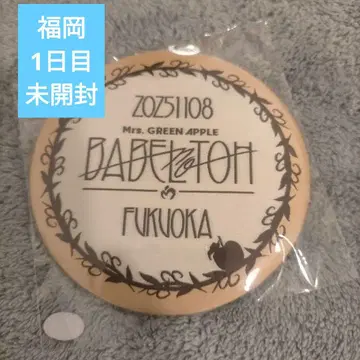 福岡
1日目
未開封
20251108
Mrs. GREEN APPLE
BABEL no TOH
FUKUOKA